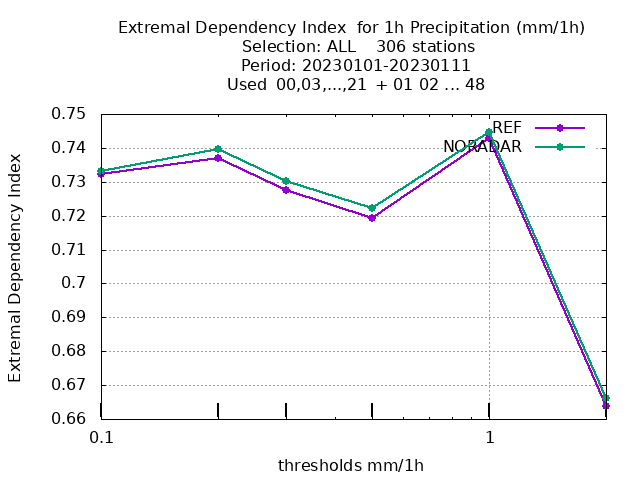 Extremal Dependency Index  for 1h Precipitation (mm/1h)
Selection: ALL    306 stations
Period: 20230101-20230111
Used  00,03,...,21  + 01 02 ... 48
Extremal Dependency Index
0.75
0.74
0.73
0.72
0.71
0.7
0.69
0.68
0.67
0.66
REF
NORADAR
0.1
1
thresholds mm/1h